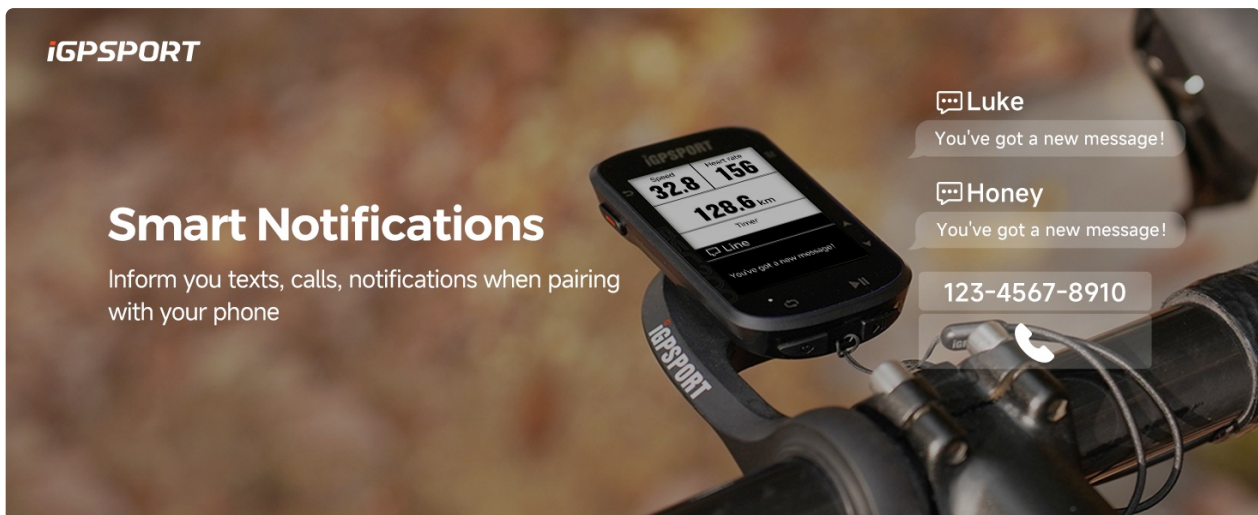 iGPSPORT
Smart Notifications
Inform you texts, calls, notifications when pairing
with your phone
iGPSPORT
Speed
32.8
Heart rate
156
128.6 km
Timer
Line
You've got a new message!
iGPSPORT
Luke
You've got a new message!
Honey
You've got a new message!
123-4567-8910